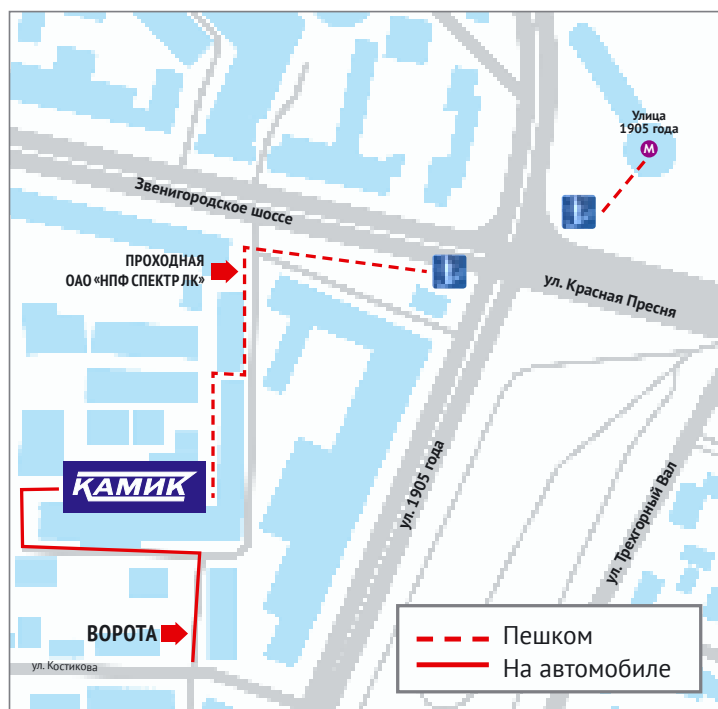 Улица
1905 года
М
Звенигородское шоссе
ПРОХОДНАЯ
ОАО «НПФ СПЕКТР ЛК»
ул. Красная Пресня
КАМИК
ул. 1905 года
ул. Трехгорный Вал
ВОРОТА
ул. Костикова
Пешком
На автомобиле